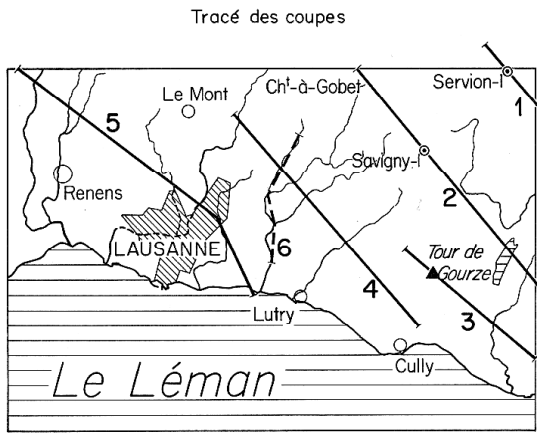 Tracé des coupes
Servion-I
1
Le Mont
Chᵗ-à-Gobet
5
Savigny-I
Renens
2
LAUSANNE
6
Tour de
Gourze
4
3
Lutry
Cully
Le Léman